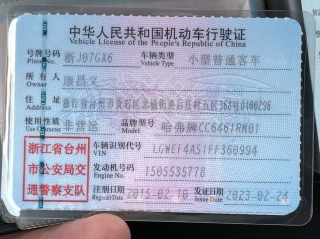 中华人民共和国机动车行驶证
Vehicle License of the People's Republic of China
号牌号码 浙J07GX6 车辆类型 小型普通客车
Plate No. Vehicle Type
所有人
Owner
住址
Address
使用性质 非营运 品牌型号 哈弗牌CC6461RM01
Use Character Model
浙江省台州
市公安局交
通警察支队
车辆识别代号 LGWEF4A51FF360994
VIN
发动机号码 1505535778
Engine No.
注册日期 2015-02-10 发证日期 2023-02-24
Register Date Issue Date